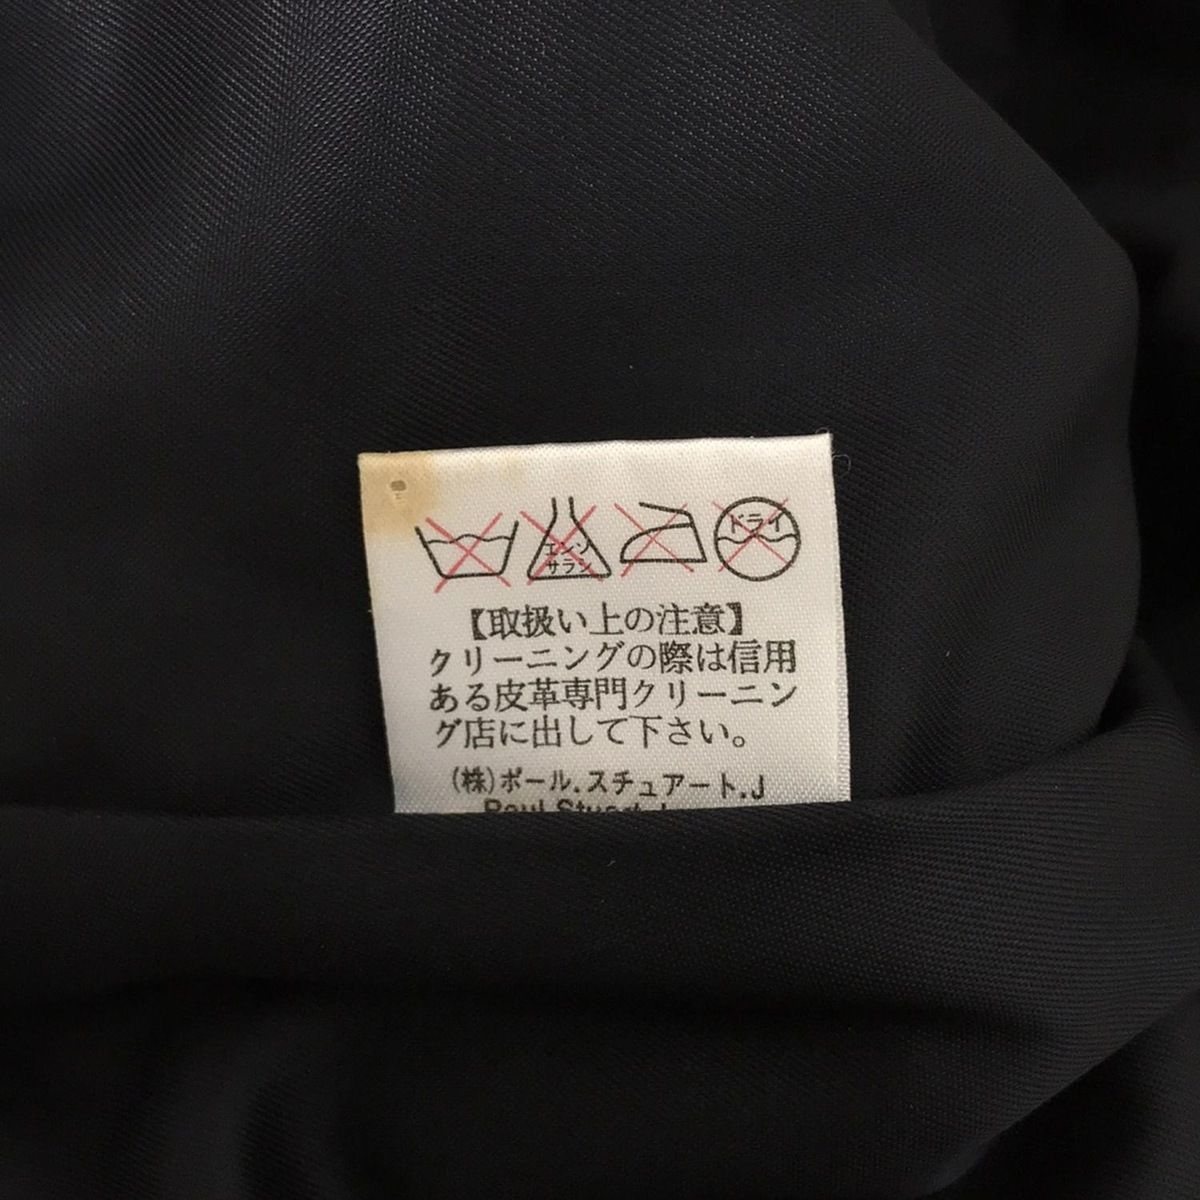 エンソ
サラシ
ドライ
【取扱い上の注意】
クリーニングの際は信用
ある皮革専門クリーニン
グ店に出して下さい。
(株)ポール.スチュアート.J
Paul Stuart J